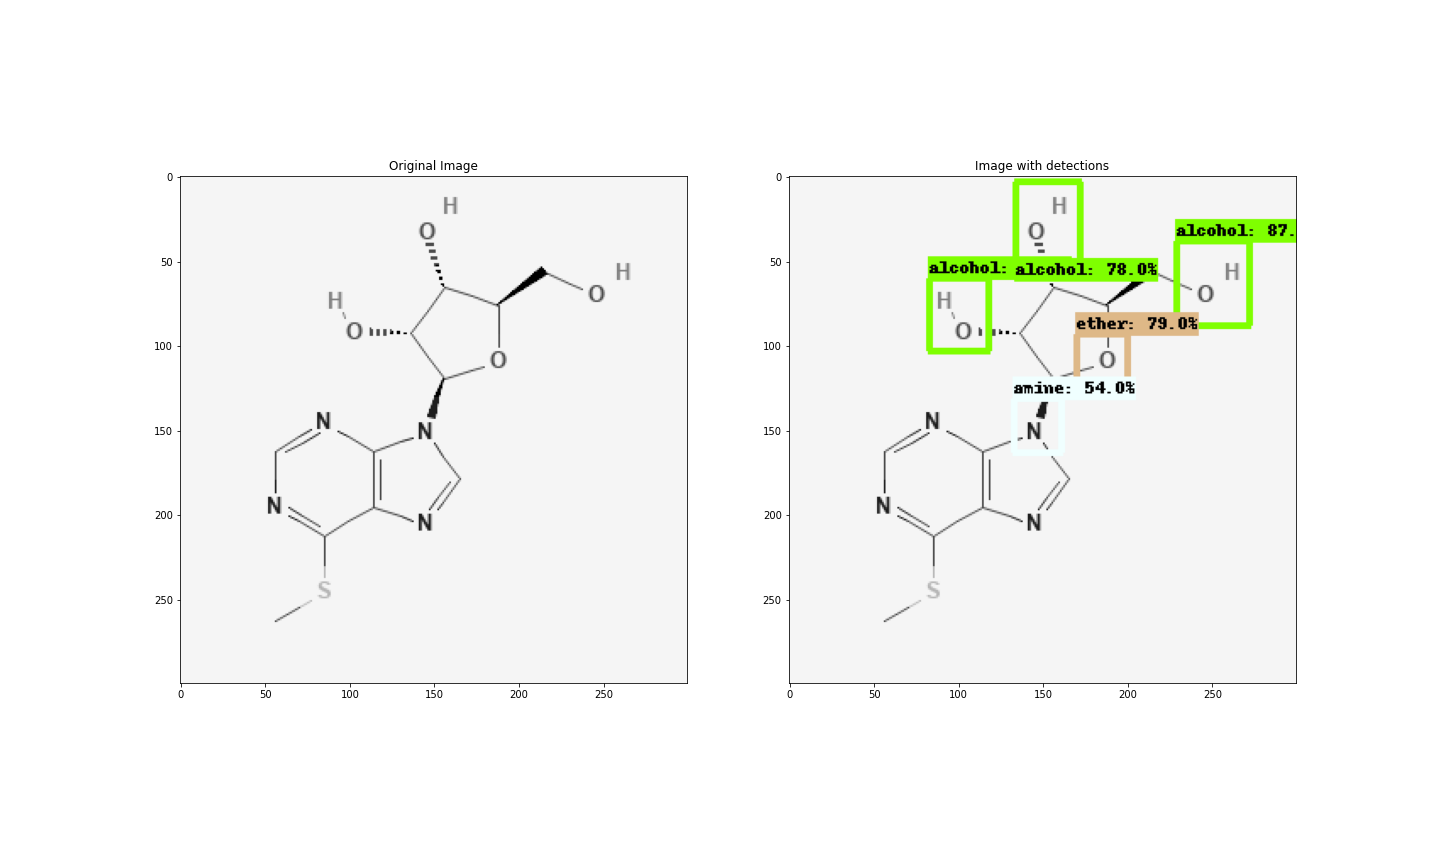 Original Image
0
50
100
150
200
250
0 50 100 150 200 250
H
O
H
O
H
O
O
N
N
N
N
S
Image with detections
0
50
100
150
200
250
0 50 100 150 200 250
H
O
alcohol: 87.
H
O
alcohol:
alcohol: 78.0%
H
O
ether: 79.0%
O
amine: 54.0%
N
N
N
N
S